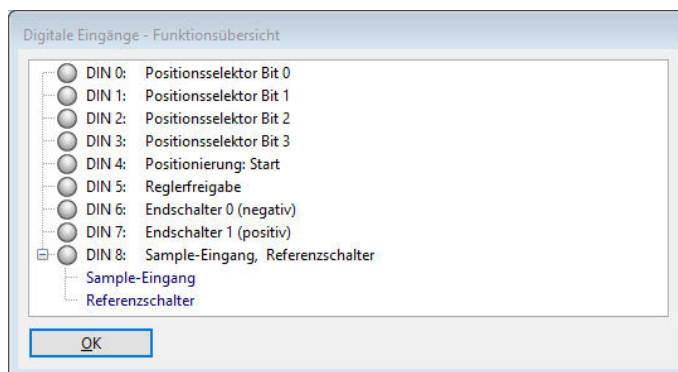 Digitale Eingänge - Funktionsübersicht
DIN 0: Positionsselektor Bit 0
DIN 1: Positionsselektor Bit 1
DIN 2: Positionsselektor Bit 2
DIN 3: Positionsselektor Bit 3
DIN 4: Positionierung: Start
DIN 5: Reglerfreigabe
DIN 6: Endschalter 0 (negativ)
DIN 7: Endschalter 1 (positiv)
DIN 8: Sample-Eingang, Referenzschalter
Sample-Eingang
Referenzschalter
OK